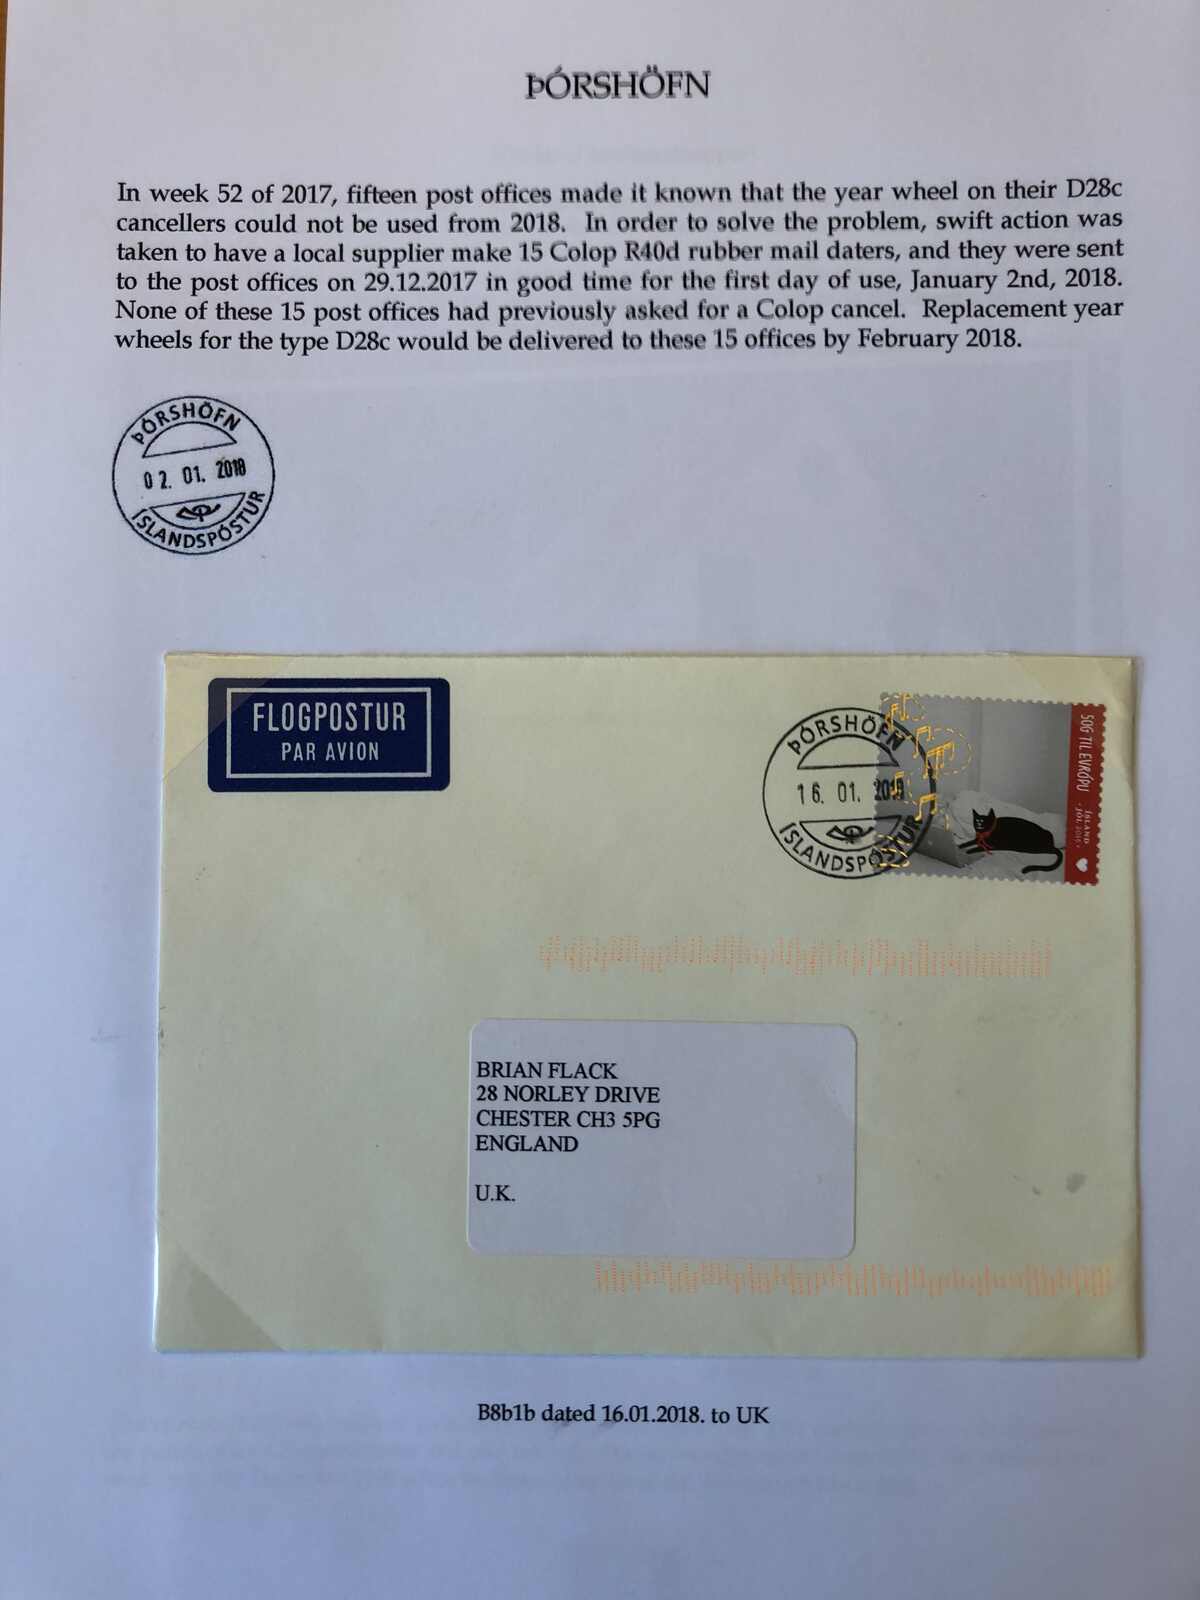 ÞÓRSHÖFN
In week 52 of 2017, fifteen post offices made it known that the year wheel on their D28c
cancellers could not be used from 2018. In order to solve the problem, swift action was
taken to have a local supplier make 15 Colop R40d rubber mail daters, and they were sent
to the post offices on 29.12.2017 in good time for the first day of use, January 2nd, 2018.
None of these 15 post offices had previously asked for a Colop cancel. Replacement year
wheels for the type D28c would be delivered to these 15 offices by February 2018.
ÞÓRSHÖFN
02. 01. 2018
ÍSLANDSPÓSTUR
FLOGPOSTUR
PAR AVION
ÞÓRSHÖFN
16. 01. 2018
ÍSLANDSPÓSTUR
50G TIL EVRÓPU
ÍSLAND
JÓL
BRIAN FLACK
28 NORLEY DRIVE
CHESTER CH3 5PG
ENGLAND
U.K.
B8b1b dated 16.01.2018. to UK